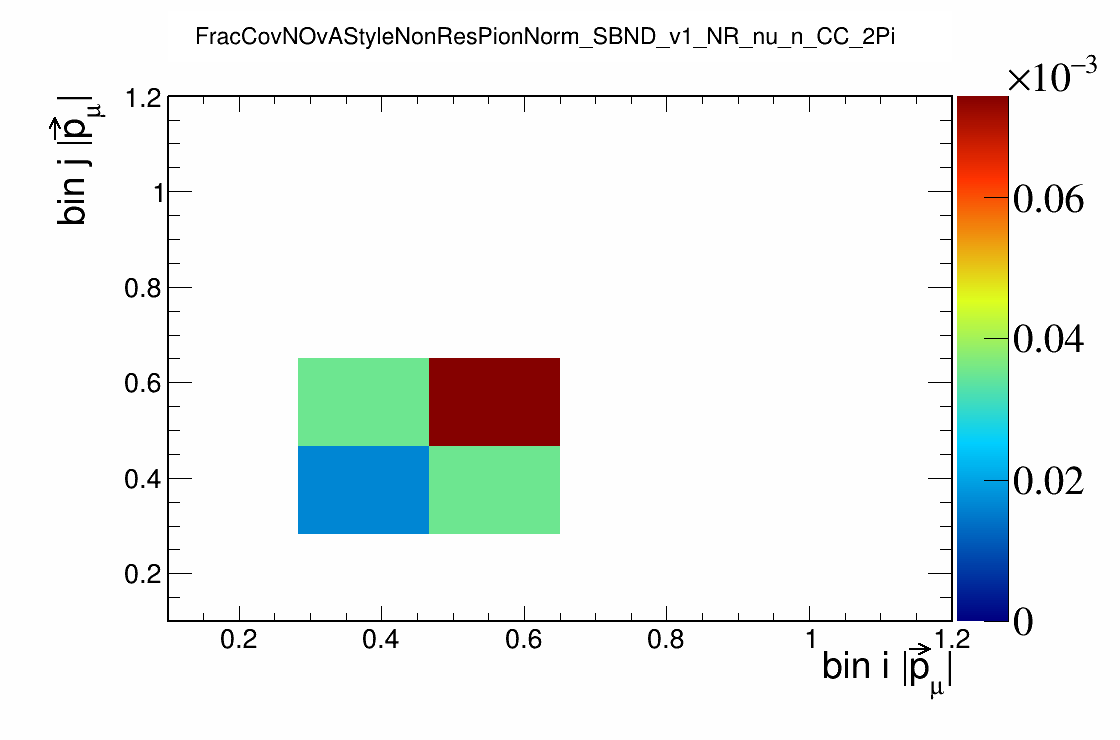 FracCovNOvAStyleNonResPionNorm_SBND_v1_NR_nu_n_CC_2Pi
×10⁻³
bin j |p⃗μ|
1.2
1
0.8
0.6
0.4
0.2
0.2 0.4 0.6 0.8 1 1.2
bin i |p⃗μ|
0.06
0.04
0.02
0